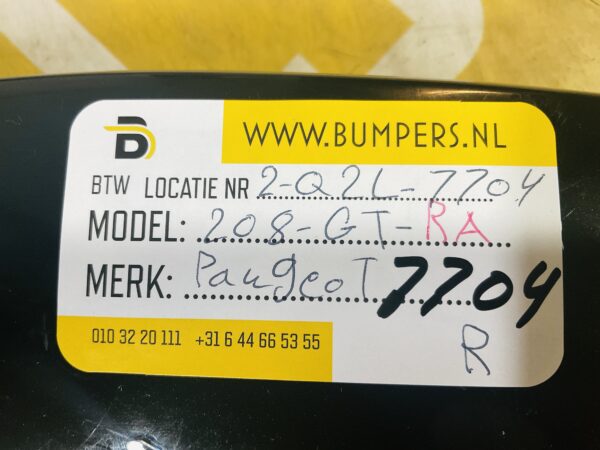 B WWW.BUMPERS.NL
BTW LOCATIE NR 2-Q2L-7704
MODEL: 208-GT-RA
MERK: Paugeot 7704
010 32 20 111 +31 6 44 66 53 55 R